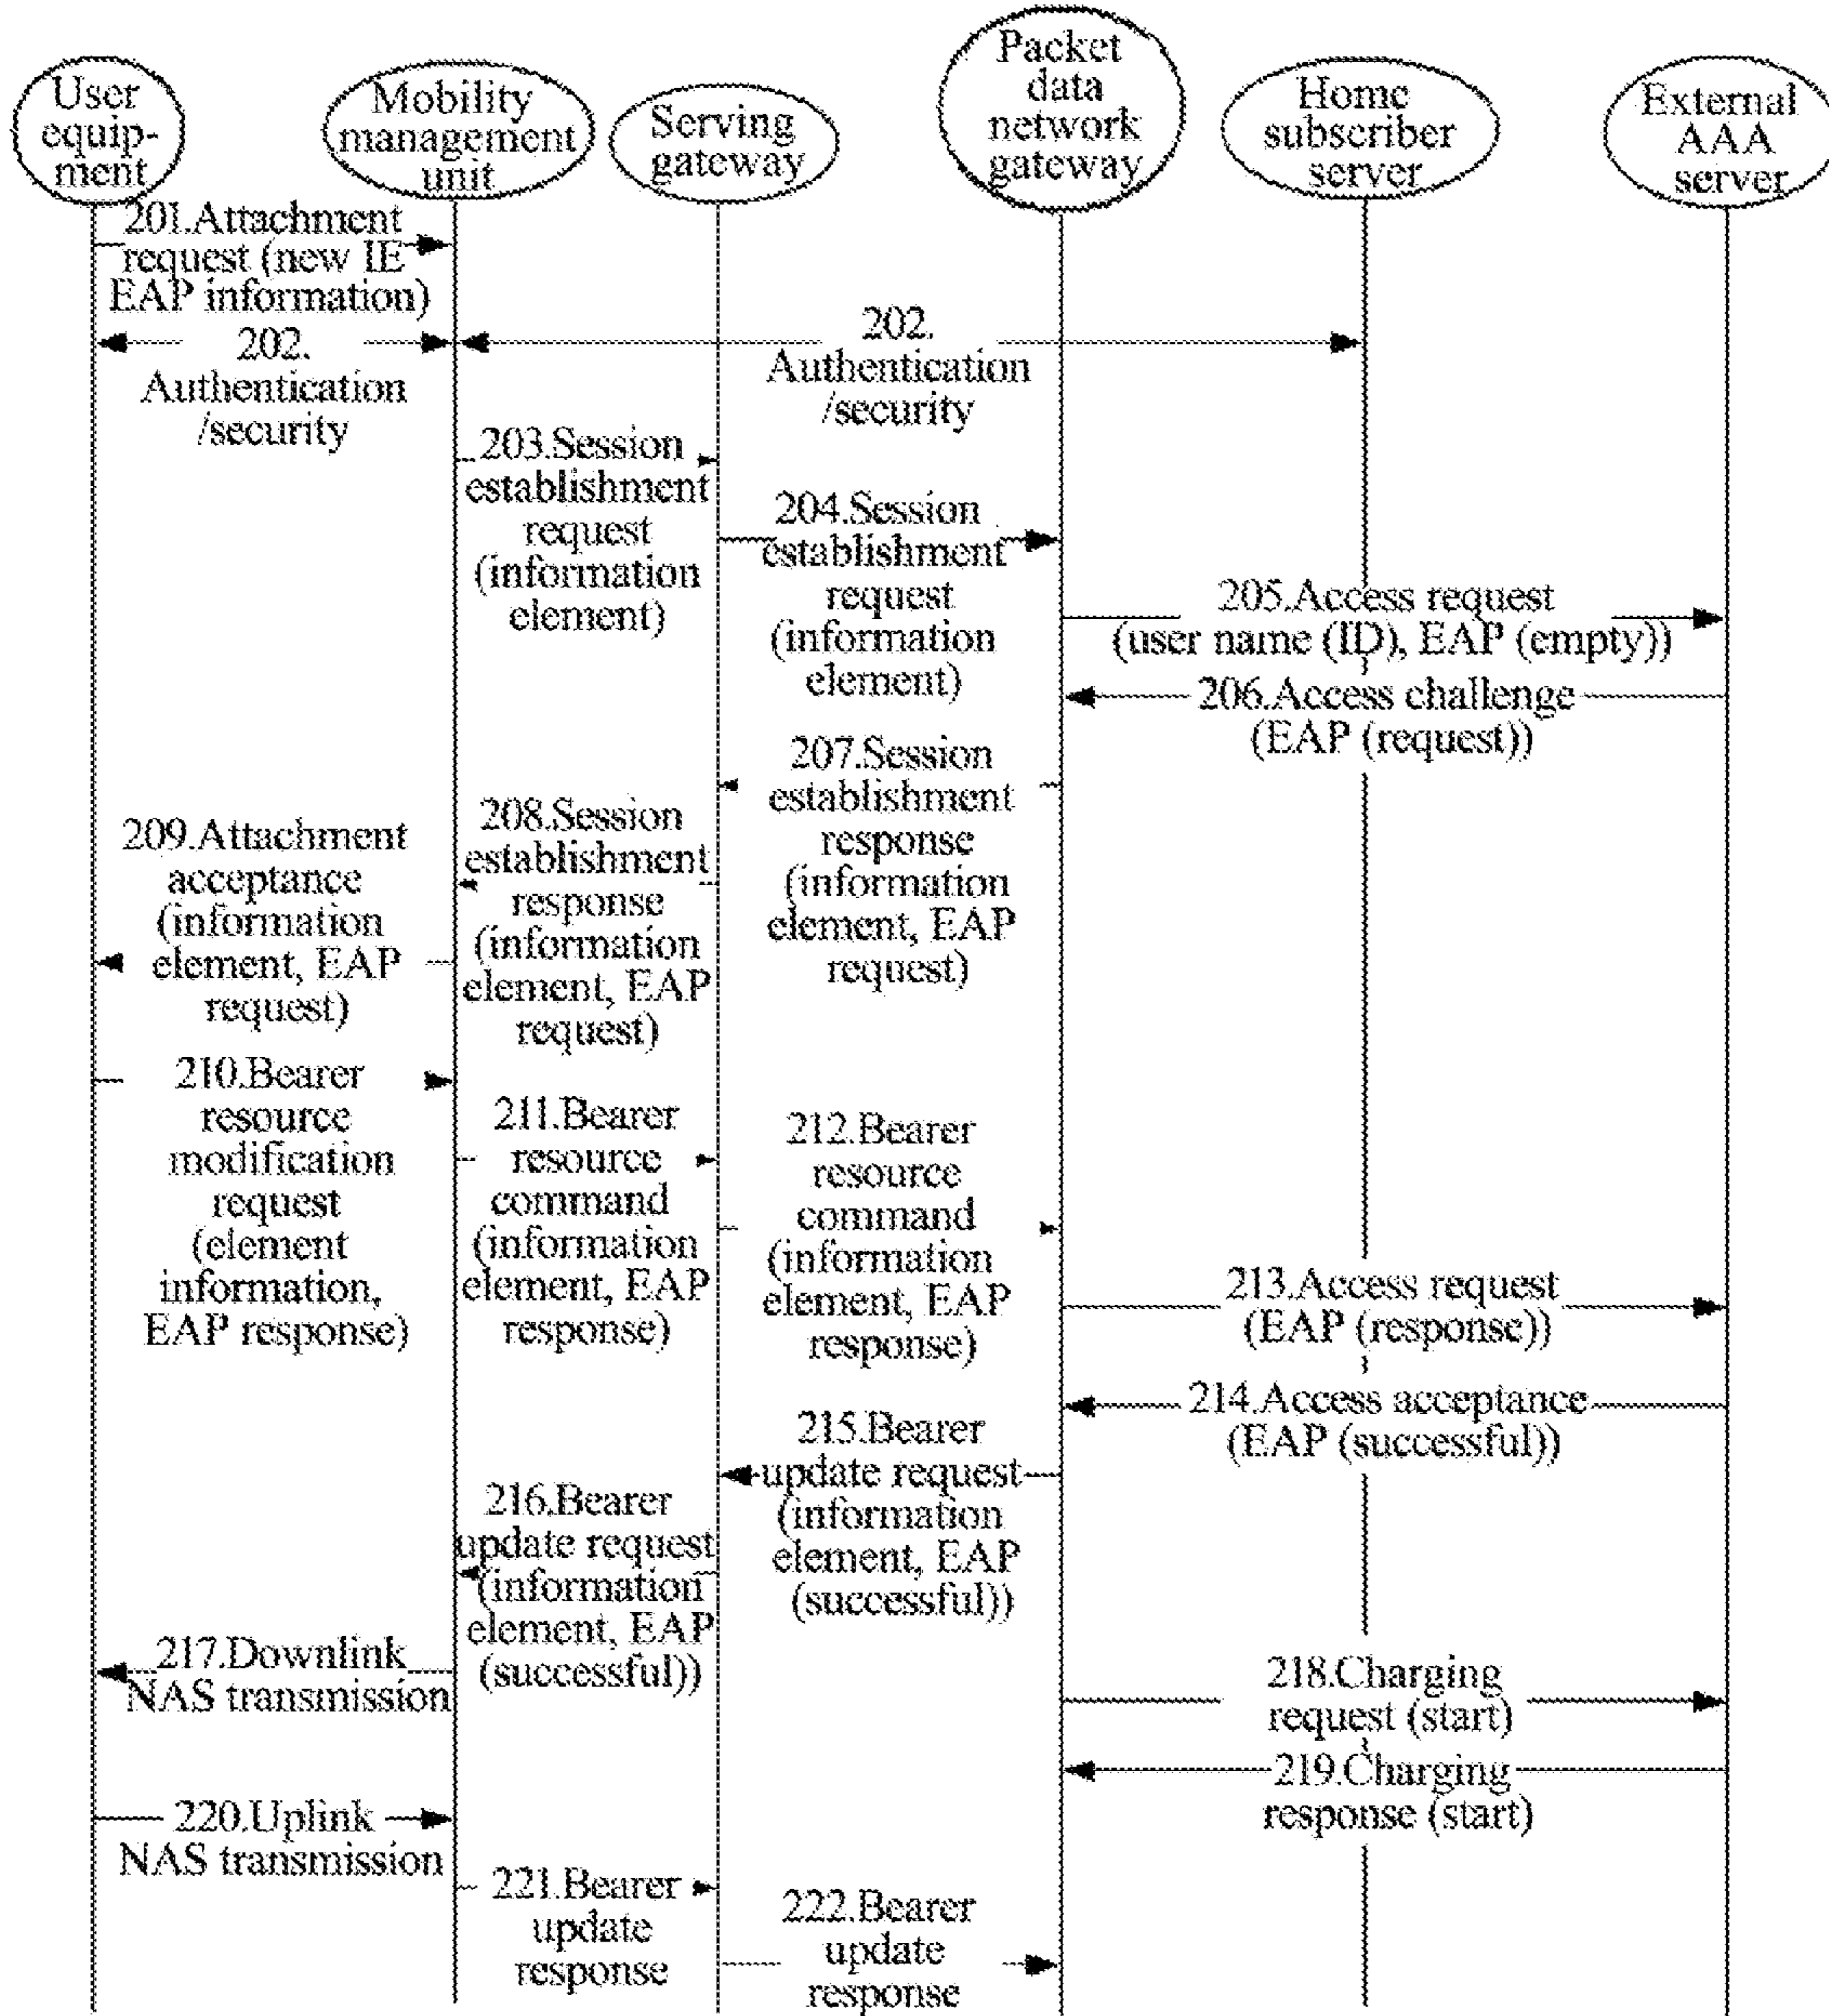 User
equip-
ment
Mobility
management
unit
Serving
gateway
Packet
data
network
gateway
Home
subscriber
server
External
AAA
server
201.Attachment
request (new IE
EAP information)
202.
Authentication
/security
202.
Authentication
/security
203.Session
establishment
request
(information
element)
204.Session
establishment
request
(information
element)
205.Access request
(user name (ID), EAP (empty))
206.Access challenge
(EAP (request))
207.Session
establishment
response
(information
element, EAP
request)
208.Session
establishment
response
(information
element, EAP
request)
209.Attachment
acceptance
(information
element, EAP
request)
210.Bearer
resource
modification
request
(element
information,
EAP response)
211.Bearer
resource
command
(information
element, EAP
response)
212.Bearer
resource
command
(information
element, EAP
response)
213.Access request
(EAP (response))
214.Access acceptance
(EAP (successful))
215.Bearer
update request
(information
element, EAP
(successful))
216.Bearer
update request
(information
element, EAP
(successful))
217.Downlink
NAS transmission
218.Charging
request (start)
219.Charging
response (start)
220.Uplink
NAS transmission
221.Bearer
update
response
222.Bearer
update
response